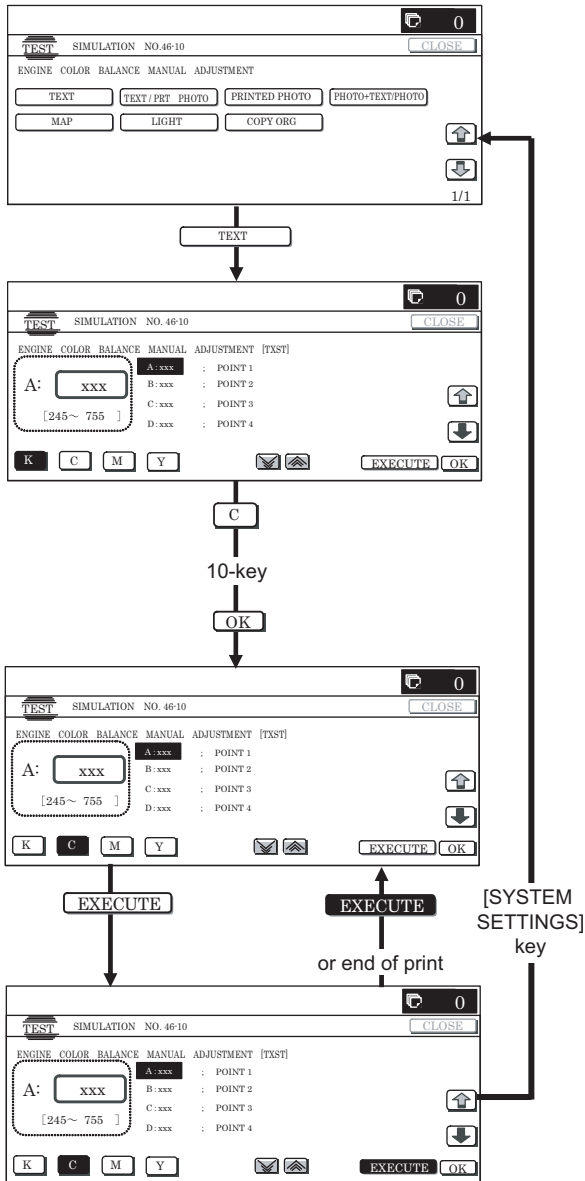 0
TEST SIMULATION NO.46-10 CLOSE
ENGINE COLOR BALANCE MANUAL ADJUSTMENT
TEXT TEXT / PRT PHOTO PRINTED PHOTO PHOTO+TEXT/PHOTO
MAP LIGHT COPY ORG
1/1
TEXT
0
TEST SIMULATION NO. 46-10 CLOSE
ENGINE COLOR BALANCE MANUAL ADJUSTMENT [TXST]
A : xxx ; POINT 1
A: xxx B : xxx ; POINT 2
[245～ 755 ] C : xxx ; POINT 3
D : xxx ; POINT 4
K C M Y EXECUTE OK
C
10-key
OK
0
TEST SIMULATION NO. 46-10 CLOSE
ENGINE COLOR BALANCE MANUAL ADJUSTMENT [TXST]
A : xxx ; POINT 1
A: xxx B : xxx ; POINT 2
[245～ 755 ] C : xxx ; POINT 3
D : xxx ; POINT 4
K C M Y EXECUTE OK
EXECUTE EXECUTE
or end of print
[SYSTEM
SETTINGS]
key
0
TEST SIMULATION NO. 46-10 CLOSE
ENGINE COLOR BALANCE MANUAL ADJUSTMENT [TXST]
A : xxx ; POINT 1
A: xxx B : xxx ; POINT 2
[245～ 755 ] C : xxx ; POINT 3
D : xxx ; POINT 4
K C M Y EXECUTE OK